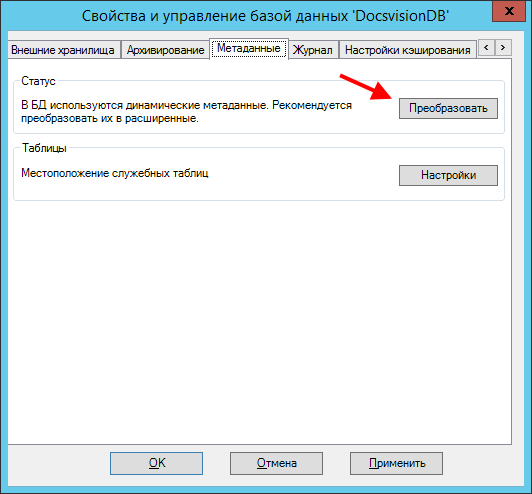 Свойства и управление базой данных 'DocsvisionDB'
x
Внешние хранилища Архивирование Метаданные Журнал Настройки кэширования < >
Статус
В БД используются динамические метаданные. Рекомендуется
преобразовать их в расширенные.
Преобразовать
Таблицы
Местоположение служебных таблиц
Настройки
OK Отмена Применить